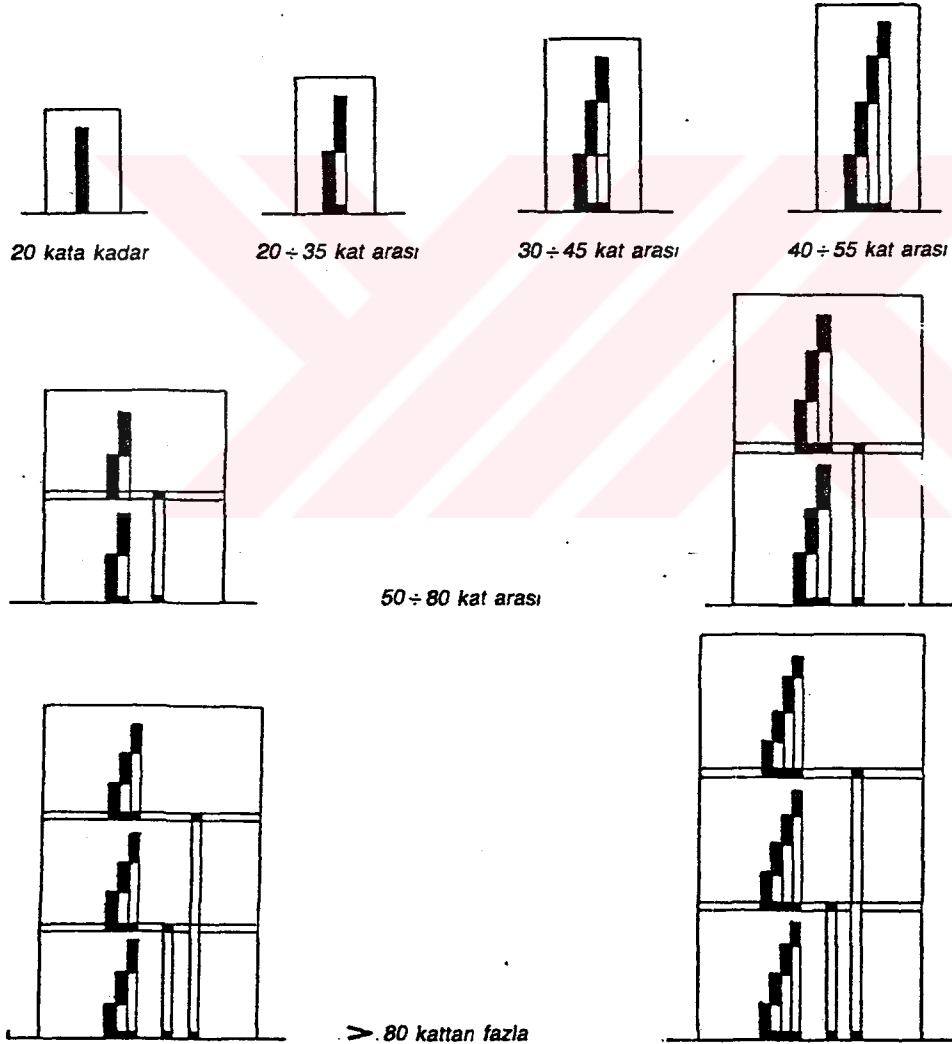 20 kata kadar
20÷35 kat arası
30÷45 kat arası
40÷55 kat arası
50÷80 kat arası
> 80 kattan fazla